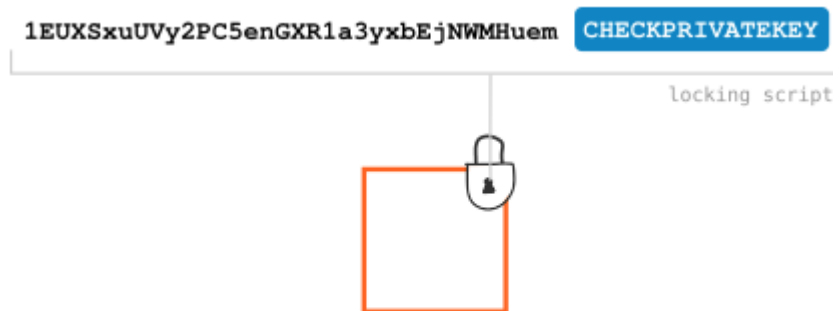 1EUXSxuUVy2PC5enGXR1a3yxbEjNWMHuem CHECKPRIVATEKEY
locking script